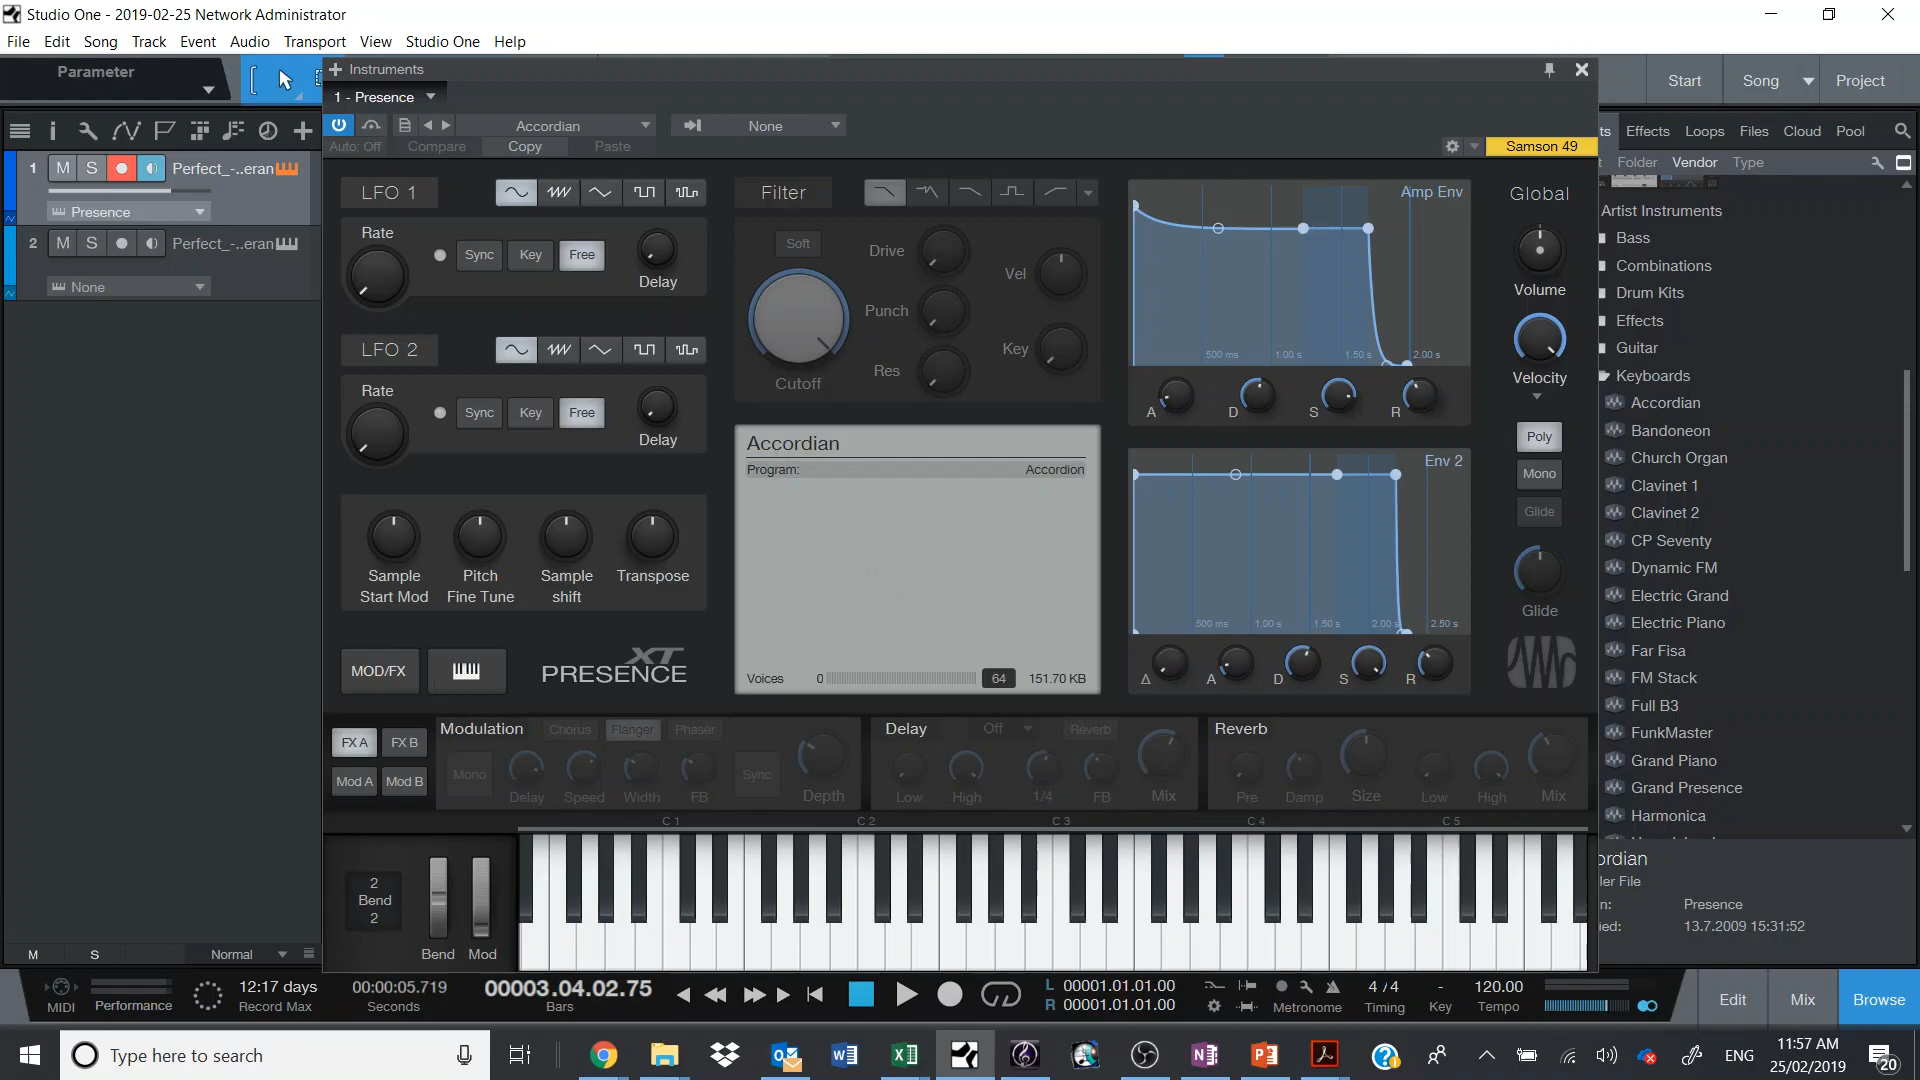 Studio One - 2019-02-25 Network Administrator
File Edit Song Track Event Audio Transport View Studio One Help
Parameter
Instruments
Start Song Project
1 - Presence
Accordian None
Auto: Off Compare Copy Paste
Samson 49
ts Effects Loops Files Cloud Pool
t Folder Vendor Type
1 M S Perfect_-..eran
Presence
2 M S Perfect_-..eran
None
LFO 1
Rate
Sync Key Free
Delay
LFO 2
Rate
Sync Key Free
Delay
Sample Start Mod
Pitch Fine Tune
Sample shift
Transpose
MOD/FX
PRESENCE XT
Filter
Soft
Cutoff
Drive
Punch
Res
Vel
Key
Accordian
Program: Accordion
Voices 0 64 151.70 KB
Amp Env
500 ms 1.00 s 1.50 s 2.00 s
A D S R
Env 2
500 ms 1.00 s 1.50 s 2.00 s 2.50 s
Δ A D S R
Global
Volume
Velocity
Poly
Mono
Glide
Glide
Artist Instruments
Bass
Combinations
Drum Kits
Effects
Guitar
Keyboards
Accordian
Bandoneon
Church Organ
Clavinet 1
Clavinet 2
CP Seventy
Dynamic FM
Electric Grand
Electric Piano
Far Fisa
FM Stack
Full B3
FunkMaster
Grand Piano
Grand Presence
Harmonica
ordian
ler File
n: Presence
ied: 13.7.2009 15:31:52
FX A FX B
Mod A Mod B
Modulation Chorus Flanger Phaser
Mono Sync
Delay Speed Width FB Depth
Delay Off Reverb
Low High 1/4 FB Mix
Reverb
Pre Damp Size Low High Mix
C 1 C 2 C 3 C 4 C 5
2
Bend
2
Bend Mod
M S Normal
MIDI
Performance
12:17 days
Record Max
00:00:05.719
Seconds
00003.04.02.75
Bars
L 00001.01.01.00
R 00001.01.01.00
Metronome
4 / 4
Timing
-
Key
120.00
Tempo
Edit Mix Browse
Type here to search
ENG
11:57 AM
25/02/2019
20